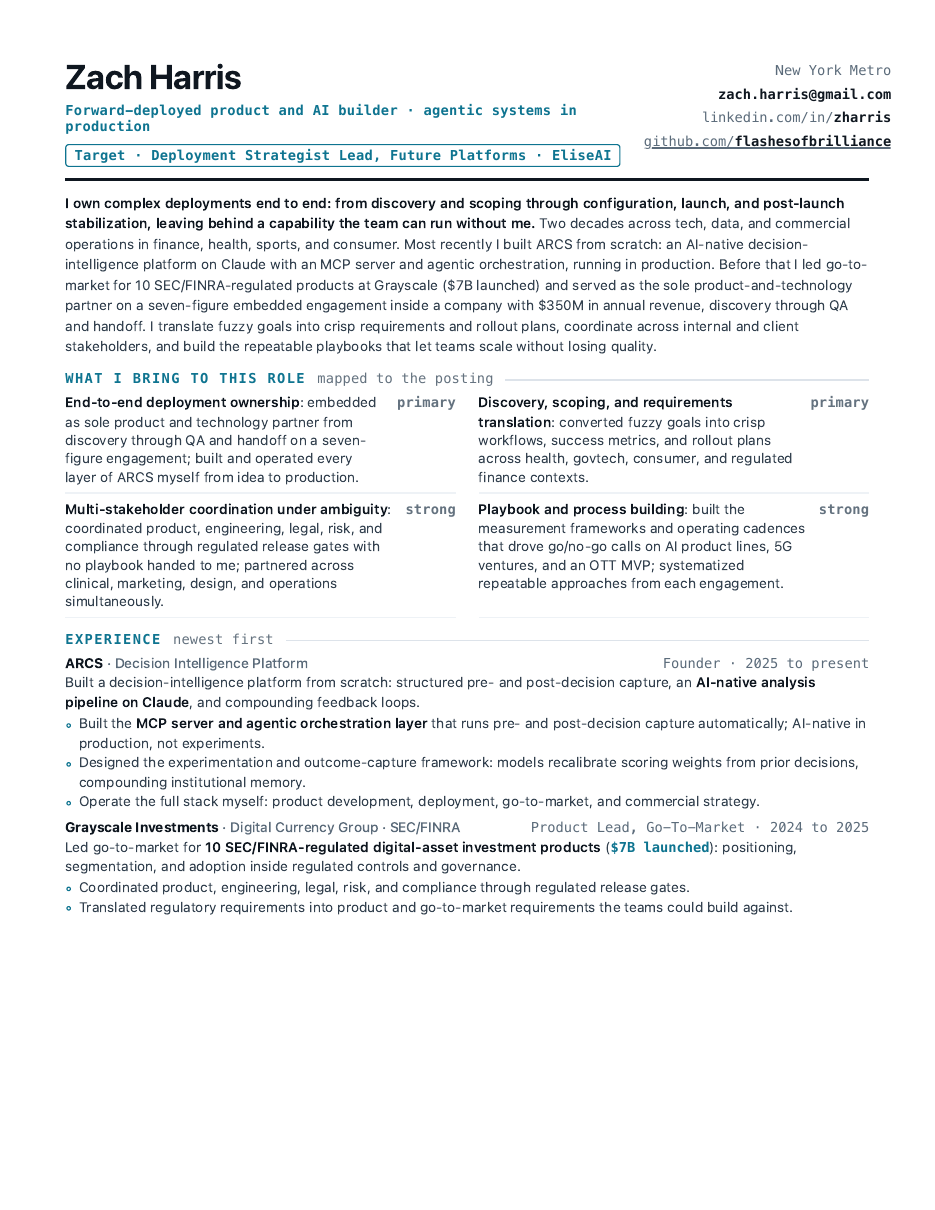 Zach Harris
Forward-deployed product and AI builder · agentic systems in
production
Target · Deployment Strategist Lead, Future Platforms · EliseAI
New York Metro
zach.harris@gmail.com
linkedin.com/in/zharris
github.com/flashesofbrilliance
I own complex deployments end to end: from discovery and scoping through configuration, launch, and post-launch
stabilization, leaving behind a capability the team can run without me. Two decades across tech, data, and commercial
operations in finance, health, sports, and consumer. Most recently I built ARCS from scratch: an AI-native decision-
intelligence platform on Claude with an MCP server and agentic orchestration, running in production. Before that I led go-to-
market for 10 SEC/FINRA-regulated products at Grayscale ($7B launched) and served as the sole product-and-technology
partner on a seven-figure embedded engagement inside a company with $350M in annual revenue, discovery through QA
and handoff. I translate fuzzy goals into crisp requirements and rollout plans, coordinate across internal and client
stakeholders, and build the repeatable playbooks that let teams scale without losing quality.
WHAT I BRING TO THIS ROLE mapped to the posting
End-to-end deployment ownership: embedded primary
as sole product and technology partner from
discovery through QA and handoff on a seven-
figure engagement; built and operated every
layer of ARCS myself from idea to production.
Discovery, scoping, and requirements primary
translation: converted fuzzy goals into crisp
workflows, success metrics, and rollout plans
across health, govtech, consumer, and regulated
finance contexts.
Multi-stakeholder coordination under ambiguity: strong
coordinated product, engineering, legal, risk, and
compliance through regulated release gates with
no playbook handed to me; partnered across
clinical, marketing, design, and operations
simultaneously.
Playbook and process building: built the strong
measurement frameworks and operating cadences
that drove go/no-go calls on AI product lines, 5G
ventures, and an OTT MVP; systematized
repeatable approaches from each engagement.
EXPERIENCE newest first
ARCS · Decision Intelligence Platform Founder · 2025 to present
Built a decision-intelligence platform from scratch: structured pre- and post-decision capture, an AI-native analysis
pipeline on Claude, and compounding feedback loops.
Built the MCP server and agentic orchestration layer that runs pre- and post-decision capture automatically; AI-native in
production, not experiments.
Designed the experimentation and outcome-capture framework: models recalibrate scoring weights from prior decisions,
compounding institutional memory.
Operate the full stack myself: product development, deployment, go-to-market, and commercial strategy.
Grayscale Investments · Digital Currency Group · SEC/FINRA Product Lead, Go-To-Market · 2024 to 2025
Led go-to-market for 10 SEC/FINRA-regulated digital-asset investment products ($7B launched): positioning,
segmentation, and adoption inside regulated controls and governance.
Coordinated product, engineering, legal, risk, and compliance through regulated release gates.
Translated regulatory requirements into product and go-to-market requirements the teams could build against.